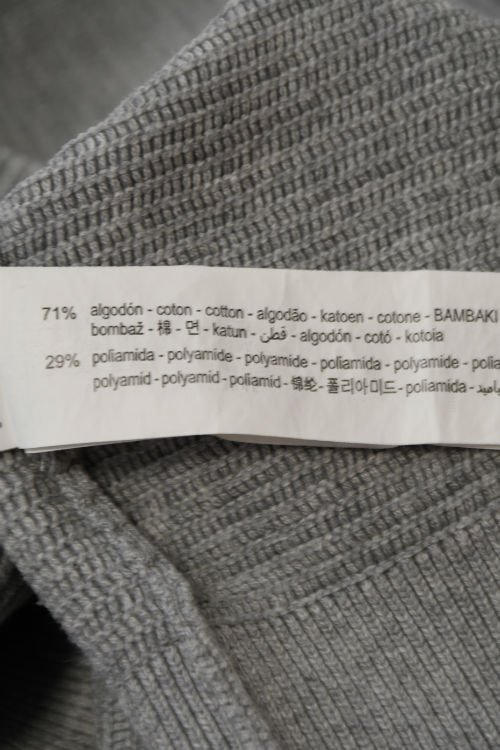 71% algodón - coton - cotton - algodão - katoen - cotone - BAMBAKI
bombaž - 棉 - 면 - katun - قطن - algodón - cotó - kotoia
29% poliamida - polyamide - polyamide - poliamida - polyamide - polia
polyamid - polyamid - poliamid - 锦纶 - 폴리아미드 - poliamida -